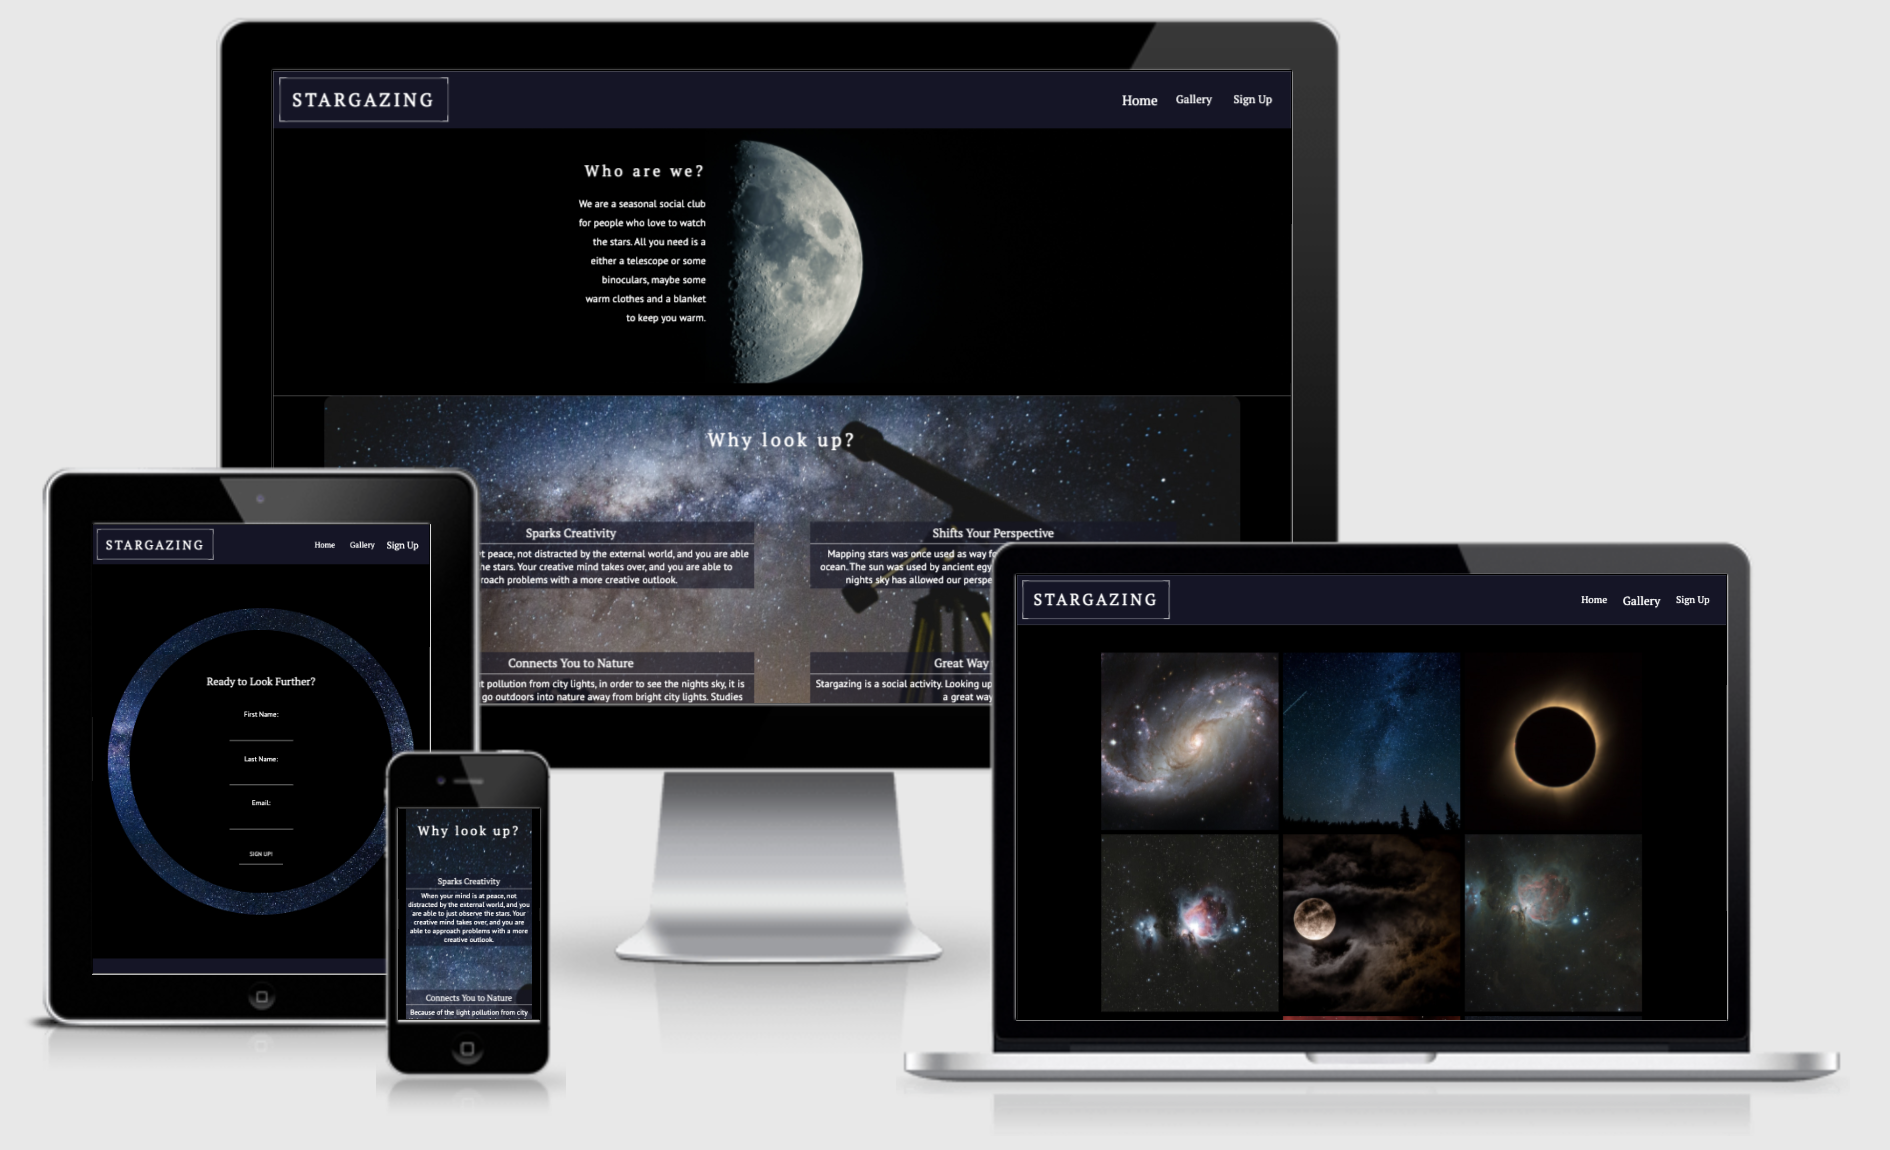 STARGAZING
Home Gallery Sign Up
Who are we?
We are a seasonal social club
for people who love to watch
the stars. All you need is a
either a telescope or some
binoculars, maybe some
warm clothes and a blanket
to keep you warm.
Why look up?
Sparks Creativity
t peace, not distracted by the external world, and you are able
he stars. Your creative mind takes over, and you are able to
roach problems with a more creative outlook.
Shifts Your Perspective
Mapping stars was once used as way fo
ocean. The sun was used by ancient egy
nights sky has allowed our perspe
Connects You to Nature
t pollution from city lights, in order to see the nights sky, it is
go outdoors into nature away from bright city lights. Studies
Great Way
Stargazing is a social activity. Looking up
a great way
STARGAZING
Home Gallery Sign Up
Ready to Look Further?
First Name:
Last Name:
Email:
SIGN UP!
Why look up?
Sparks Creativity
When your mind is at peace, not
distracted by the external world, and you
are able to just observe the stars. Your
creative mind takes over, and you are
able to approach problems with a more
creative outlook.
Connects You to Nature
Because of the light pollution from city
STARGAZING
Home Gallery Sign Up